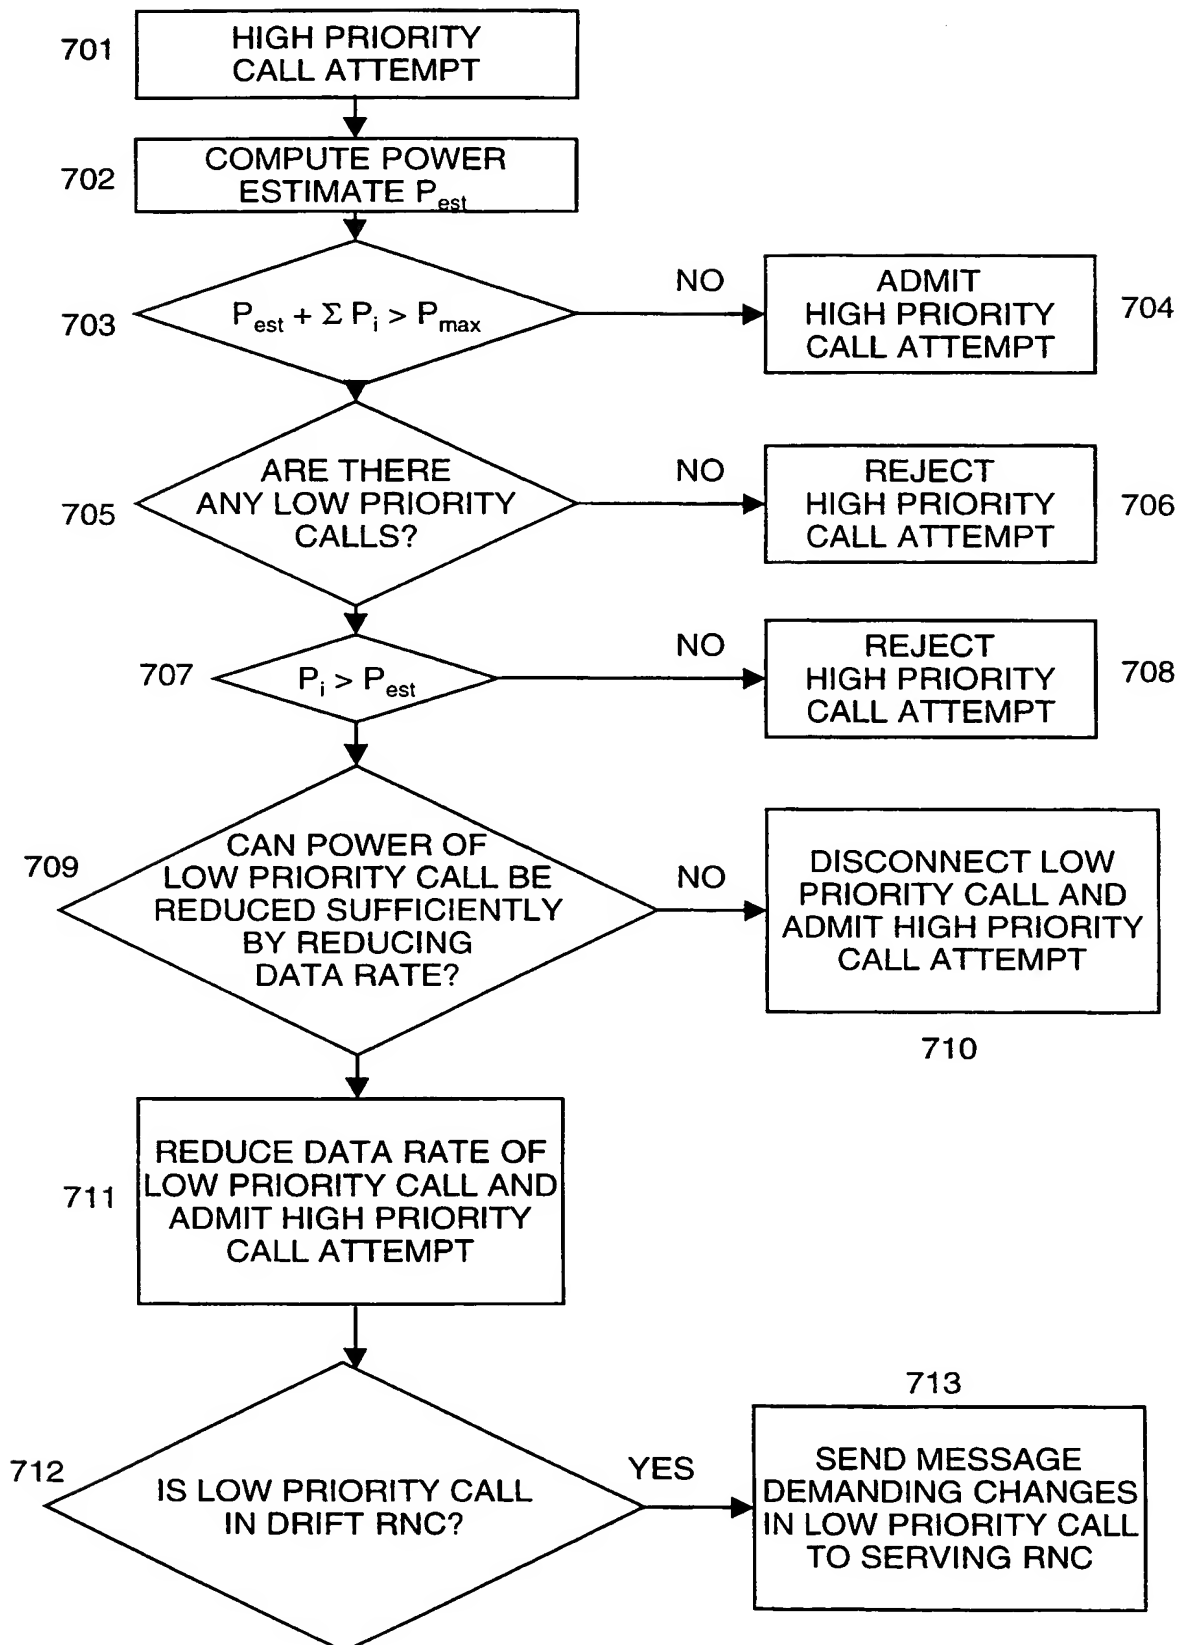 701
HIGH PRIORITY
CALL ATTEMPT
702
COMPUTE POWER
ESTIMATE Pest
703
Pest + Σ Pi > Pmax
NO
ADMIT
HIGH PRIORITY
CALL ATTEMPT
704
705
ARE THERE
ANY LOW PRIORITY
CALLS?
NO
REJECT
HIGH PRIORITY
CALL ATTEMPT
706
707
Pi > Pest
NO
REJECT
HIGH PRIORITY
CALL ATTEMPT
708
709
CAN POWER OF
LOW PRIORITY CALL BE
REDUCED SUFFICIENTLY
BY REDUCING
DATA RATE?
NO
DISCONNECT LOW
PRIORITY CALL AND
ADMIT HIGH PRIORITY
CALL ATTEMPT
710
711
REDUCE DATA RATE OF
LOW PRIORITY CALL AND
ADMIT HIGH PRIORITY
CALL ATTEMPT
712
IS LOW PRIORITY CALL
IN DRIFT RNC?
YES
713
SEND MESSAGE
DEMANDING CHANGES
IN LOW PRIORITY CALL
TO SERVING RNC